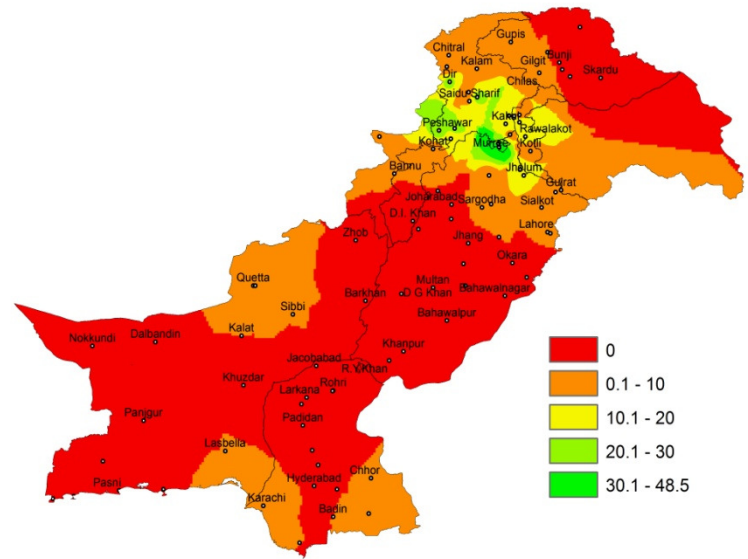 Gupis
Chitral
Kalam
Gilgit
Bunji
Dir
Chilas
Skardu
Saidu Sharif
Peshawar
Rawalakot
Kohat
Murree
Kotli
Bannu
Jhelum
Gujrat
Joharabad
Sargodha
Sialkot
D.I. Khan
Lahore
Zhob
Jhang
Okara
Quetta
Multan
Barkhan
D G Khan
Bahawalnagar
Sibbi
Bahawalpur
Kalat
Nokkundi
Dalbandin
Khanpur
Jacobabad
R.Y.Khan
Khuzdar
Rohri
Larkana
Panjgur
Padidan
Lasbella
Chhor
Pasni
Hyderabad
Karachi
Badin
0
0.1 - 10
10.1 - 20
20.1 - 30
30.1 - 48.5